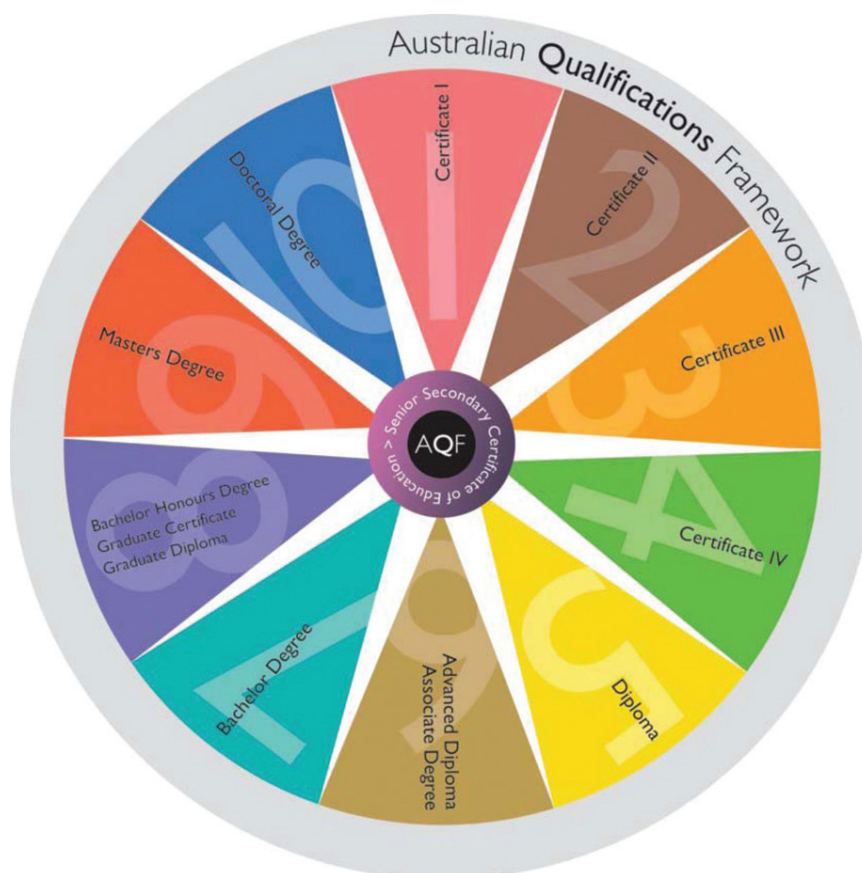 Australian Qualifications Framework
1
Certificate I
2
Certificate II
3
Certificate III
4
Certificate IV
5
Diploma
6
Advanced Diploma
Associate Degree
7
Bachelor Degree
8
Bachelor Honours Degree
Graduate Certificate
Graduate Diploma
9
Masters Degree
10
Doctoral Degree
Senior Secondary Certificate of Education >
AQF